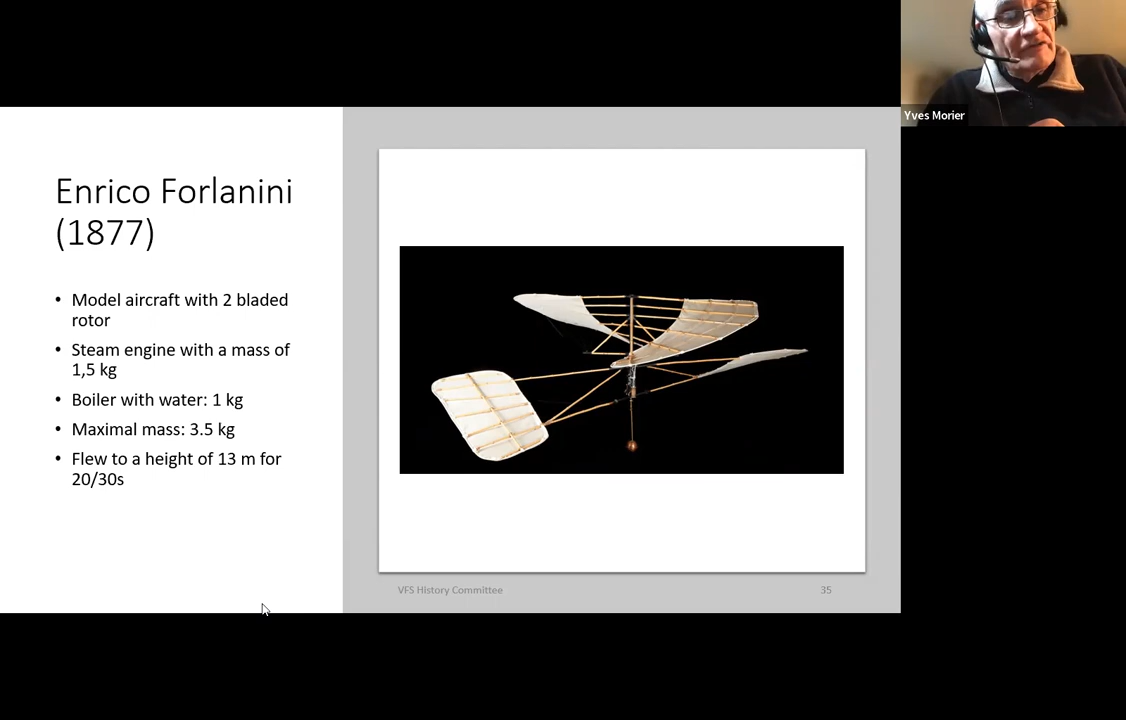 Enrico Forlanini
(1877)
• Model aircraft with 2 bladed
rotor
• Steam engine with a mass of
1,5 kg
• Boiler with water: 1 kg
• Maximal mass: 3.5 kg
• Flew to a height of 13 m for
20/30s
VFS History Committee
35
Yves Morier